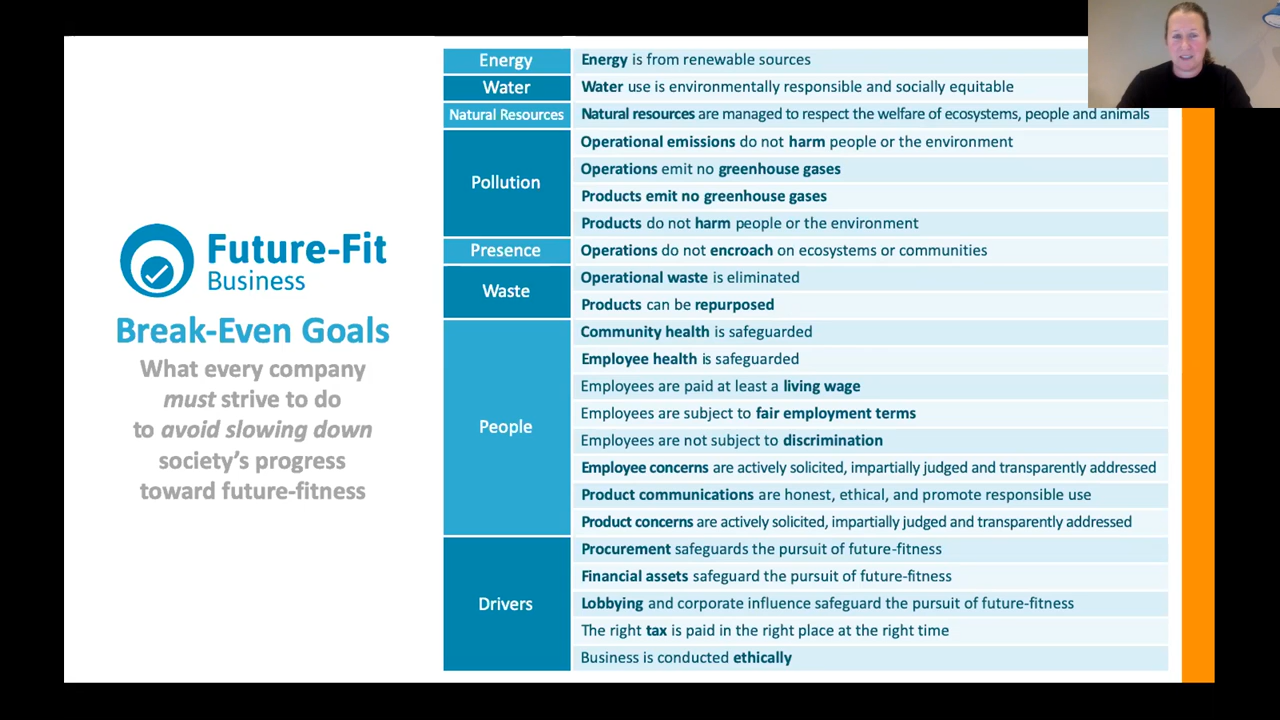 Future-Fit
Business
Break-Even Goals
What every company
must strive to do
to avoid slowing down
society's progress
toward future-fitness
Energy
Energy is from renewable sources
Water
Water use is environmentally responsible and socially equitable
Natural Resources
Natural resources are managed to respect the welfare of ecosystems, people and animals
Pollution
Operational emissions do not harm people or the environment
Operations emit no greenhouse gases
Products emit no greenhouse gases
Products do not harm people or the environment
Presence
Operations do not encroach on ecosystems or communities
Waste
Operational waste is eliminated
Products can be repurposed
People
Community health is safeguarded
Employee health is safeguarded
Employees are paid at least a living wage
Employees are subject to fair employment terms
Employees are not subject to discrimination
Employee concerns are actively solicited, impartially judged and transparently addressed
Product communications are honest, ethical, and promote responsible use
Product concerns are actively solicited, impartially judged and transparently addressed
Drivers
Procurement safeguards the pursuit of future-fitness
Financial assets safeguard the pursuit of future-fitness
Lobbying and corporate influence safeguard the pursuit of future-fitness
The right tax is paid in the right place at the right time
Business is conducted ethically